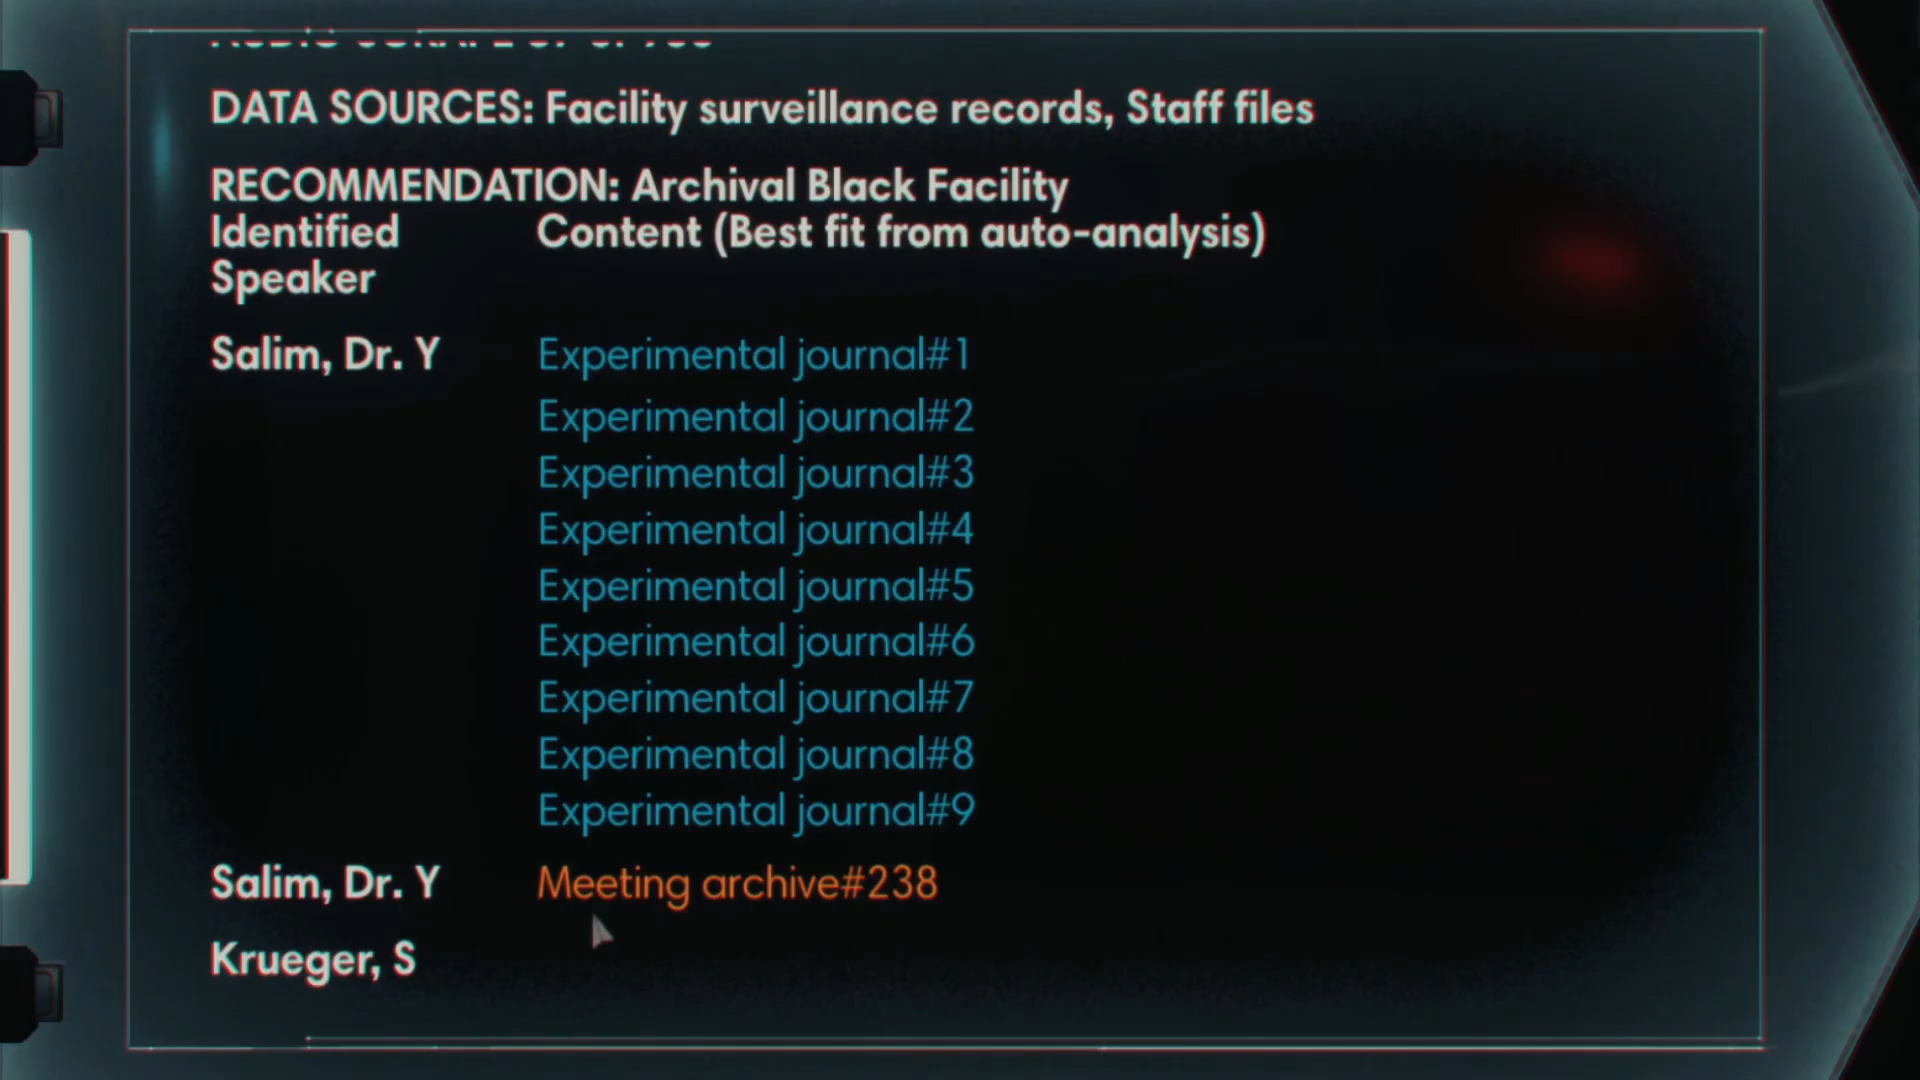 DATA SOURCES: Facility surveillance records, Staff files
RECOMMENDATION: Archival Black Facility
Identified Speaker
Content (Best fit from auto-analysis)
Salim, Dr. Y
Experimental journal#1
Experimental journal#2
Experimental journal#3
Experimental journal#4
Experimental journal#5
Experimental journal#6
Experimental journal#7
Experimental journal#8
Experimental journal#9
Salim, Dr. Y
Meeting archive#238
Krueger, S